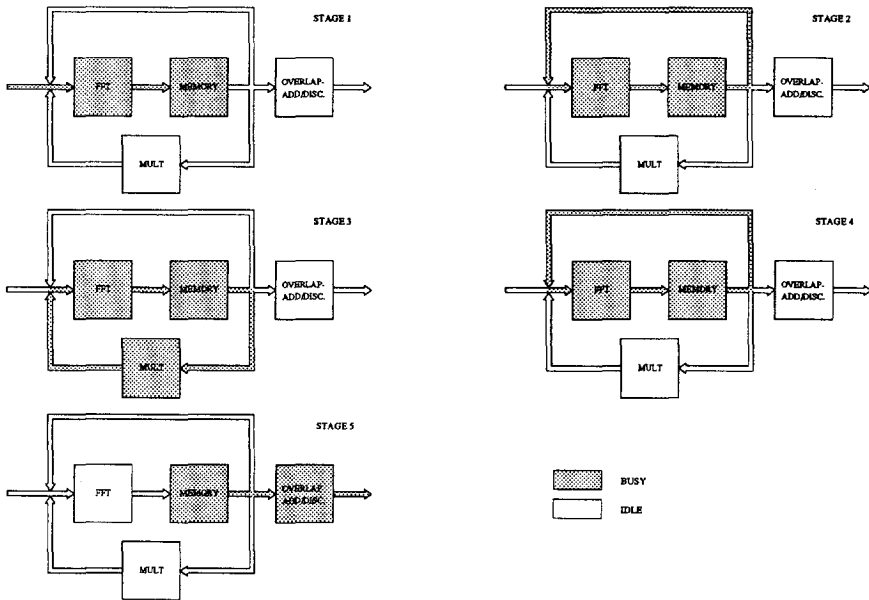 STAGE 1
FFT
MEMORY
OVERLAP-
ADD/DISC.
MULT
STAGE 2
FFT
MEMORY
OVERLAP-
ADD/DISC.
MULT
STAGE 3
FFT
MEMORY
OVERLAP-
ADD/DISC.
MULT
STAGE 4
FFT
MEMORY
OVERLAP-
ADD/DISC.
MULT
STAGE 5
FFT
MEMORY
OVERLAP
ADD/DISC.
MULT
BUSY
IDLE